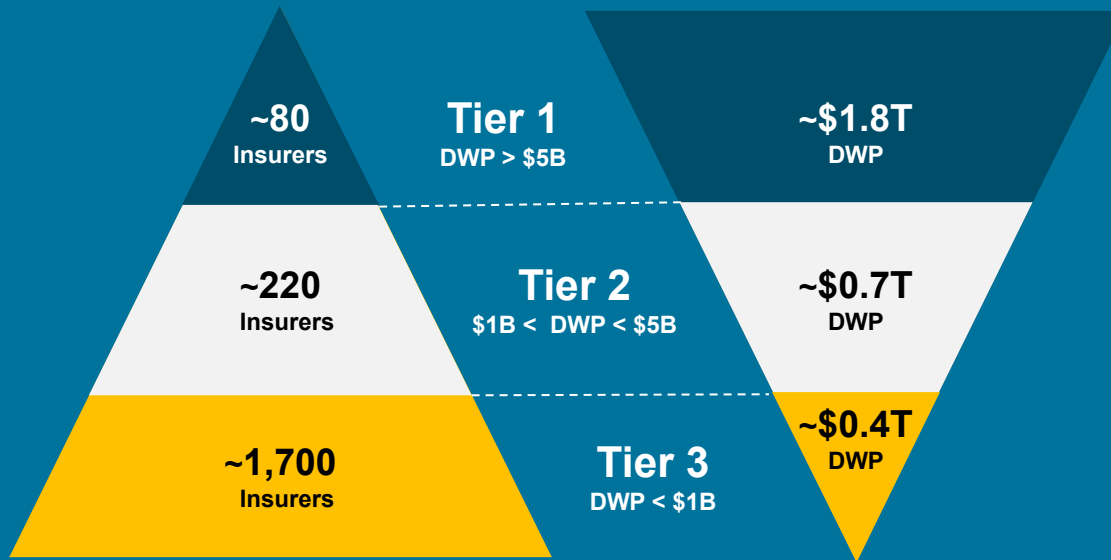 ~80
Insurers
Tier 1
DWP > $5B
~$1.8T
DWP
~220
Insurers
Tier 2
$1B < DWP < $5B
~$0.7T
DWP
~1,700
Insurers
Tier 3
DWP < $1B
~$0.4T
DWP